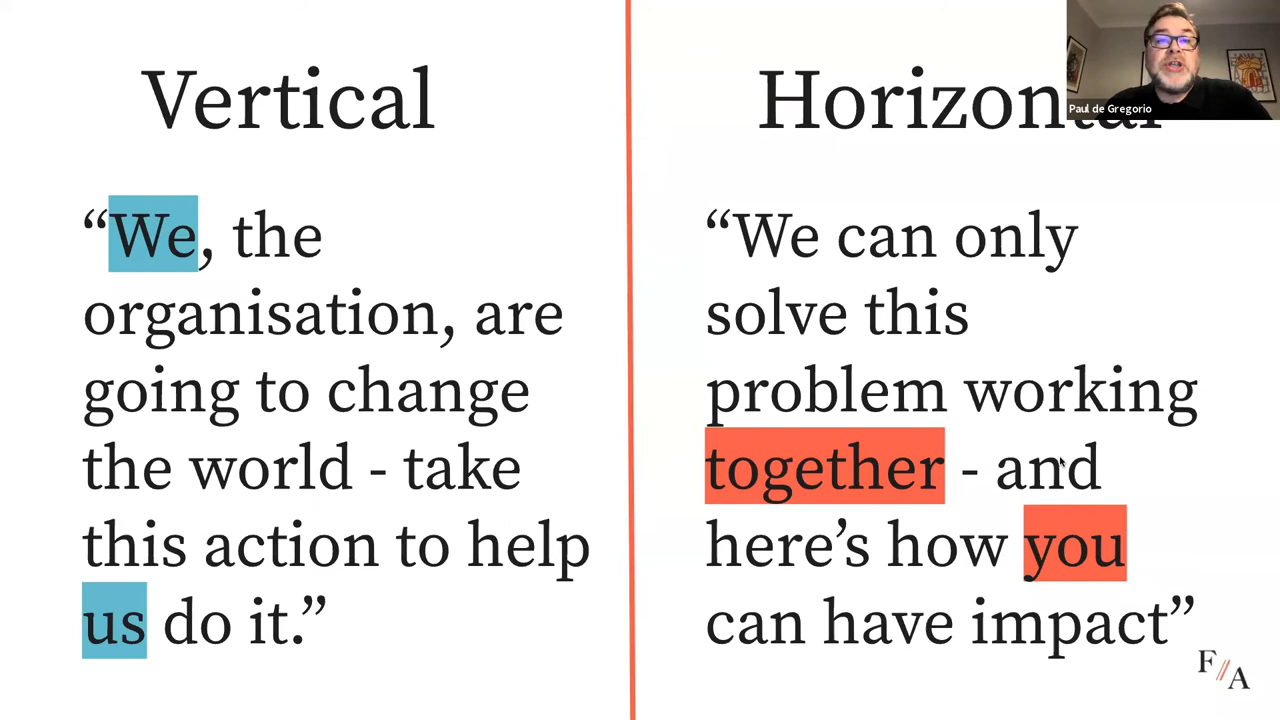 Vertical
“We, the
organisation, are
going to change
the world - take
this action to help
us do it.”
Horizontal
“We can only
solve this
problem working
together - and
here’s how you
can have impact”
Paul de Gregorio
F//A